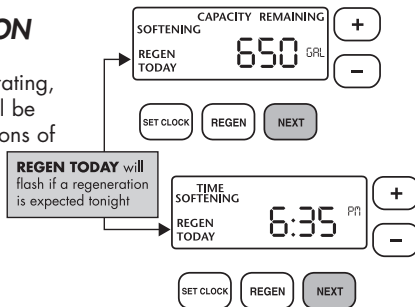 ON
rating,
l be
ons of
REGEN TODAY will
flash if a regeneration
is expected tonight
CAPACITY REMAINING
SOFTENING
REGEN
TODAY
650 GAL
+
–
SET CLOCK
REGEN
NEXT
TIME
SOFTENING
REGEN
TODAY
6:35 PM
+
–
SET CLOCK
REGEN
NEXT